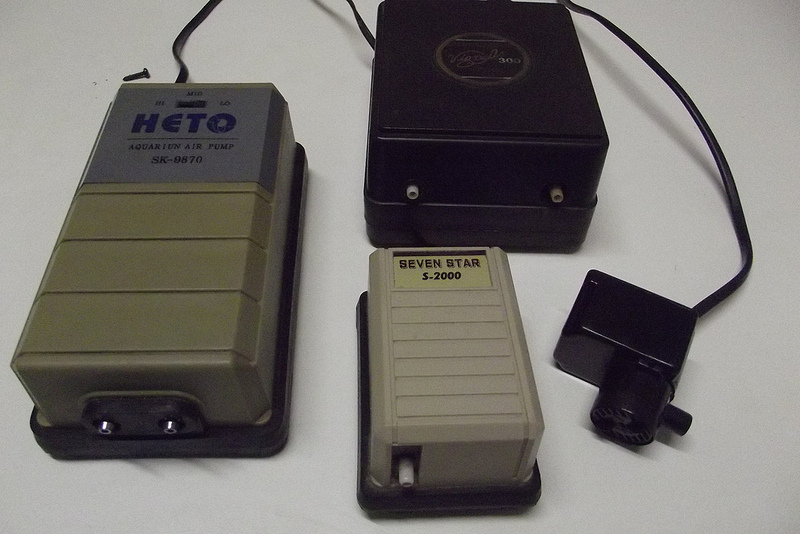 MID
HI LO
HETO
AQUARIUN AIR PUMP
SK-9870
300
SEVEN STAR
S-2000